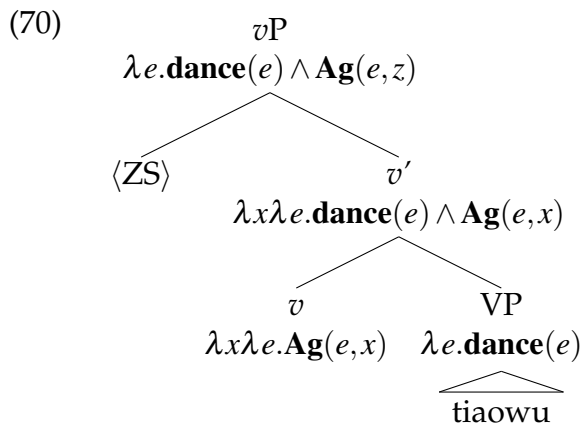 (70)
vP
λe.dance(e) ∧ Ag(e, z)
⟨ZS⟩ v′
λxλe.dance(e) ∧ Ag(e, x)
v VP
λxλe.Ag(e, x) λe.dance(e)
tiaowu